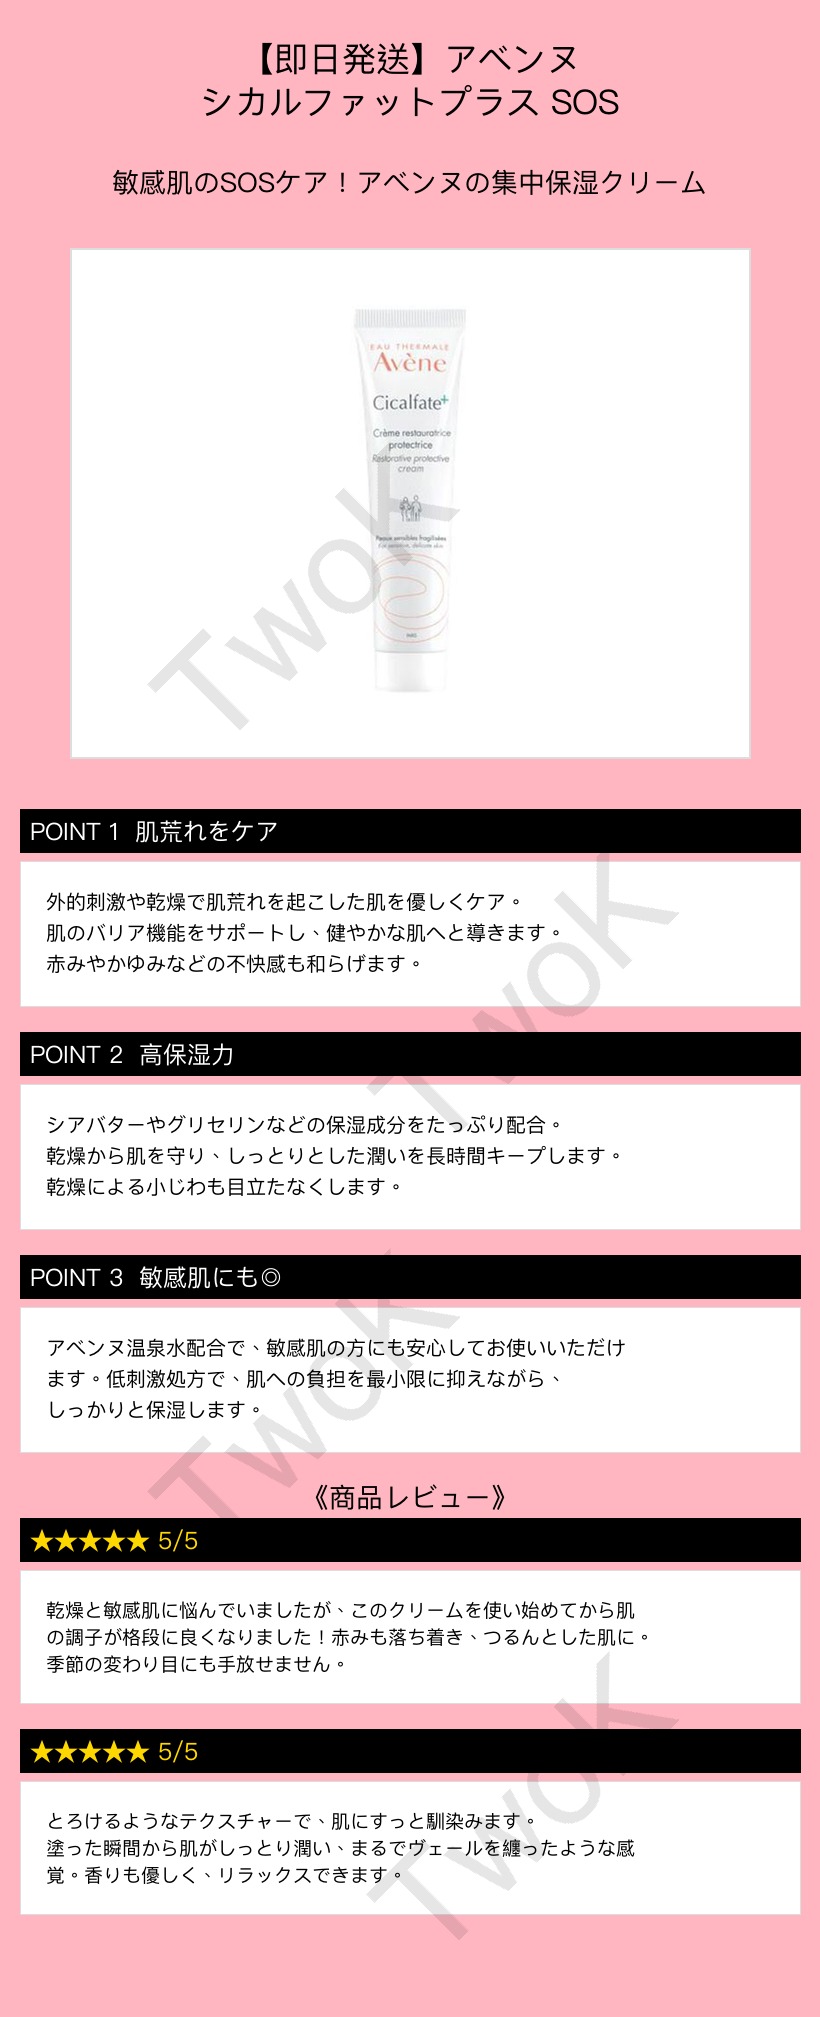 【即日発送】アベンヌ
シカルファットプラス SOS
敏感肌のSOSケア！アベンヌの集中保湿クリーム
EAU THERMALE
Avène
Cicalfate+
Crème restauratrice
protectrice
Restorative protective
cream
Peaux sensibles fragilisées
For sensitive, delicate skin
PARIS
TwoK
POINT 1 肌荒れをケア
外的刺激や乾燥で肌荒れを起こした肌を優しくケア。
肌のバリア機能をサポートし、健やかな肌へと導きます。
赤みやかゆみなどの不快感も和らげます。
TwoK
POINT 2 高保湿力
シアバターやグリセリンなどの保湿成分をたっぷり配合。
乾燥から肌を守り、しっとりとした潤いを長時間キープします。
乾燥による小じわも目立たなくします。
POINT 3 敏感肌にも◎
アベンヌ温泉水配合で、敏感肌の方にも安心してお使いいただけ
ます。低刺激処方で、肌への負担を最小限に抑えながら、
しっかりと保湿します。
TwoK
《商品レビュー》
★★★★★ 5/5
乾燥と敏感肌に悩んでいましたが、このクリームを使い始めてから肌
の調子が格段に良くなりました！赤みも落ち着き、つるんとした肌に。
季節の変わり目にも手放せません。
★★★★★ 5/5
とろけるようなテクスチャーで、肌にすっと馴染みます。
塗った瞬間から肌がしっとり潤い、まるでヴェールを纏ったような感
覚。香りも優しく、リラックスできます。
TwoK